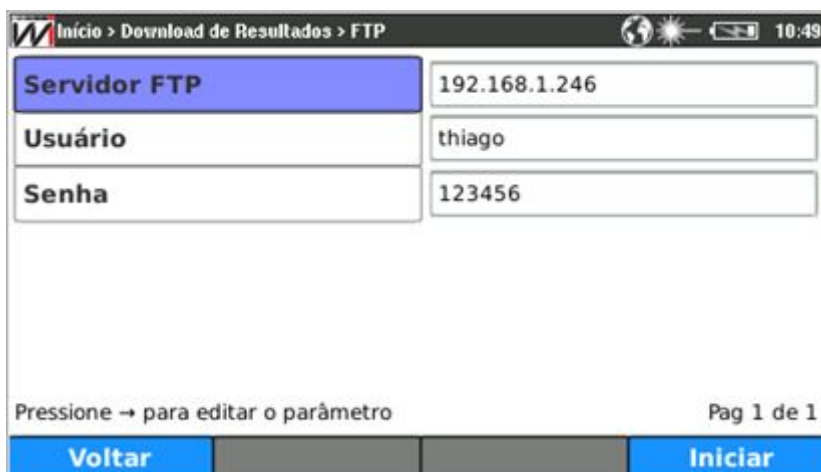 Início > Download de Resultados > FTP 10:49
Servidor FTP 192.168.1.246
Usuário thiago
Senha 123456
Pressione → para editar o parâmetro Pag 1 de 1
Voltar Iniciar